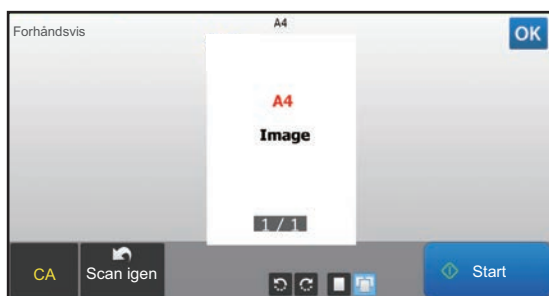 Forhåndsvis
A4
OK
A4
Image
1 / 1
CA
Scan igen
Start